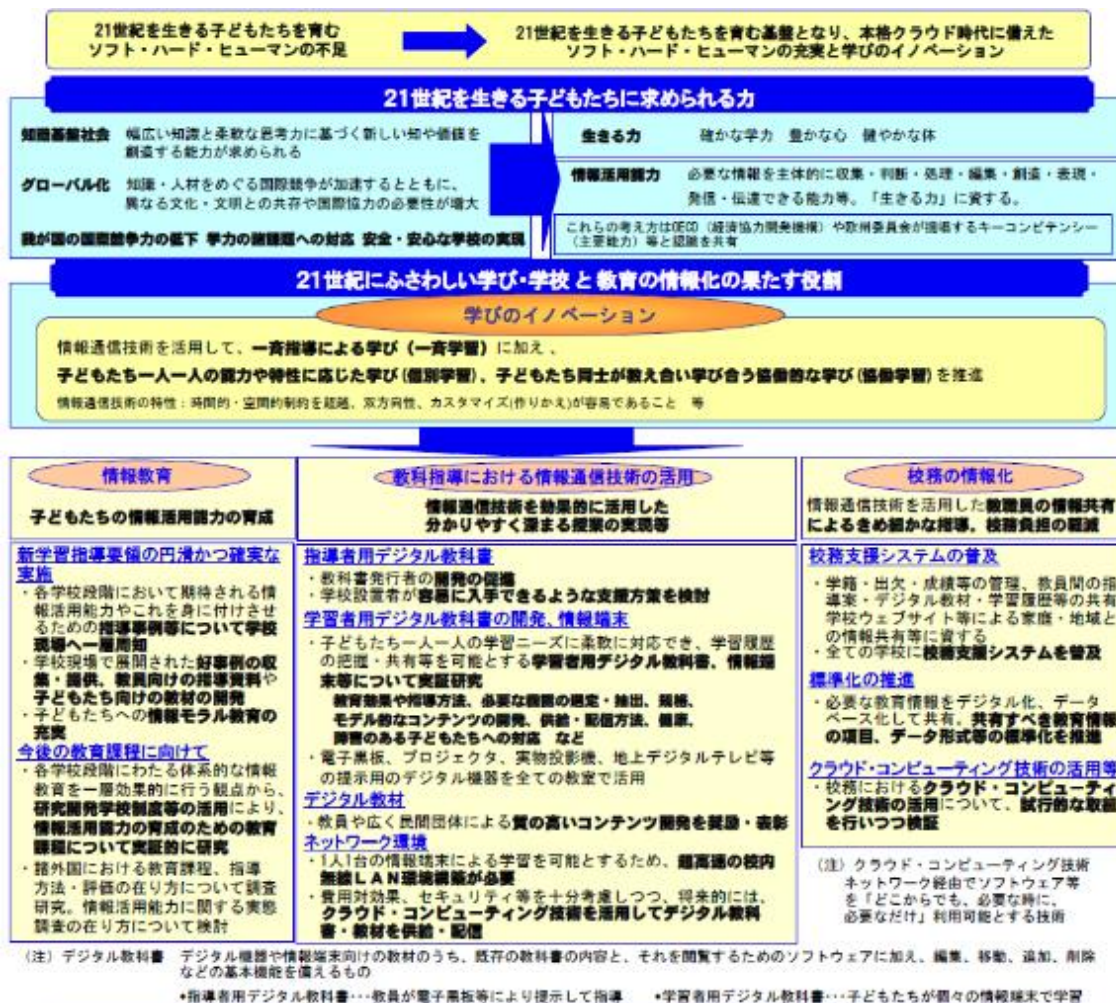 21世紀を生きる子どもたちを育む
ソフト・ハード・ヒューマンの不足
21世紀を生きる子どもたちを育む基盤となり、本格クラウド時代に備えた
ソフト・ハード・ヒューマンの充実と学びのイノベーション
21世紀を生きる子どもたちに求められる力
知識基盤社会 幅広い知識と柔軟な思考力に基づく新しい知や価値を
創造する能力が求められる
グローバル化 知識・人材をめぐる国際競争が加速するとともに、
異なる文化・文明との共存や国際協力の必要性が増大
我が国の国際競争力の低下 学力の諸課題への対応 安全・安心な学校の実現
生きる力 確かな学力 豊かな心 健やかな体
情報活用能力 必要な情報を主体的に収集・判断・処理・編集・創造・表現・
発信・伝達できる能力等。「生きる力」に資する。
これらの考え方はOECD（経済協力開発機構）や欧州委員会が提唱するキーコンピテンシー
（主要能力）等と認識を共有
21世紀にふさわしい学び・学校 と 教育の情報化の果たす役割
学びのイノベーション
情報通信技術を活用して、一斉指導による学び（一斉学習）に加え、
子どもたち一人一人の能力や特性に応じた学び(個別学習)、子どもたち同士が教え合い学び合う協働的な学び(協働学習)を推進
情報通信技術の特性：時間的・空間的制約を超越、双方向性、カスタマイズ(作りかえ)が容易であること 等
情報教育
子どもたちの情報活用能力の育成
新学習指導要領の円滑かつ確実な
実施
・各学校段階において期待される情
報活用能力やこれを身に付けさせ
るための指導事例等について学校
現場へ一層周知
・学校現場で展開された好事例の収
集・提供、教員向けの指導資料や
子どもたち向けの教材の開発
・子どもたちへの情報モラル教育の
充実
今後の教育課程に向けて
・各学校段階にわたる体系的な情報
教育を一層効果的に行う観点から、
研究開発学校制度等の活用により、
情報活用能力の育成のための教育
課程について実証的に研究
・諸外国における教育課程、指導
方法・評価の在り方について調査
研究。情報活用能力に関する実態
調査の在り方について検討
教科指導における情報通信技術の活用
情報通信技術を効果的に活用した
分かりやすく深まる授業の実現等
指導者用デジタル教科書
・教科書発行者の開発の促進
・学校設置者が容易に入手できるような支援方策を検討
学習者用デジタル教科書の開発、情報端末
・子どもたち一人一人の学習ニーズに柔軟に対応でき、学習履歴
の把握・共有等を可能とする学習者用デジタル教科書、情報端
末等について実証研究
教育効果や指導方法、必要な機能の選定・抽出、規格、
モデル的なコンテンツの開発、供給・配信方法、健康、
障害のある子どもたちへの対応 など
・電子黒板、プロジェクタ、実物投影機、地上デジタルテレビ等
の提示用のデジタル機器を全ての教室で活用
デジタル教材
・教員や広く民間団体による質の高いコンテンツ開発を奨励・表彰
ネットワーク環境
・1人1台の情報端末による学習を可能とするため、超高速の校内
無線ＬＡＮ環境構築が必要
・費用対効果、セキュリティ等を十分考慮しつつ、将来的には、
クラウド・コンピューティング技術を活用してデジタル教科
書・教材を供給・配信
校務の情報化
情報通信技術を活用した教職員の情報共有
によるきめ細かな指導、校務負担の軽減
校務支援システムの普及
・学籍・出欠・成績等の管理、教員間の指
導案・デジタル教材・学習履歴等の共有
学校ウェブサイト等による家庭・地域と
の情報共有等に資する
・全ての学校に校務支援システムを普及
標準化の推進
・必要な教育情報をデジタル化、データ
ベース化して共有。共有すべき教育情報
の項目、データ形式等の標準化を推進
クラウド・コンピューティング技術の活用等
・校務におけるクラウド・コンピューティ
ング技術の活用について、試行的な取組
を行いつつ検証
（注）クラウド・コンピューティング技術
ネットワーク経由でソフトウェア等
を「どこからでも、必要な時に、
必要なだけ」利用可能とする技術
（注）デジタル教科書 デジタル機器や情報端末向けの教材のうち、既存の教科書の内容と、それを閲覧するためのソフトウェアに加え、編集、移動、追加、削除
などの基本機能を備えるもの
•指導者用デジタル教科書･･･教員が電子黒板等により提示して指導 •学習者用デジタル教科書･･･子どもたちが個々の情報端末で学習